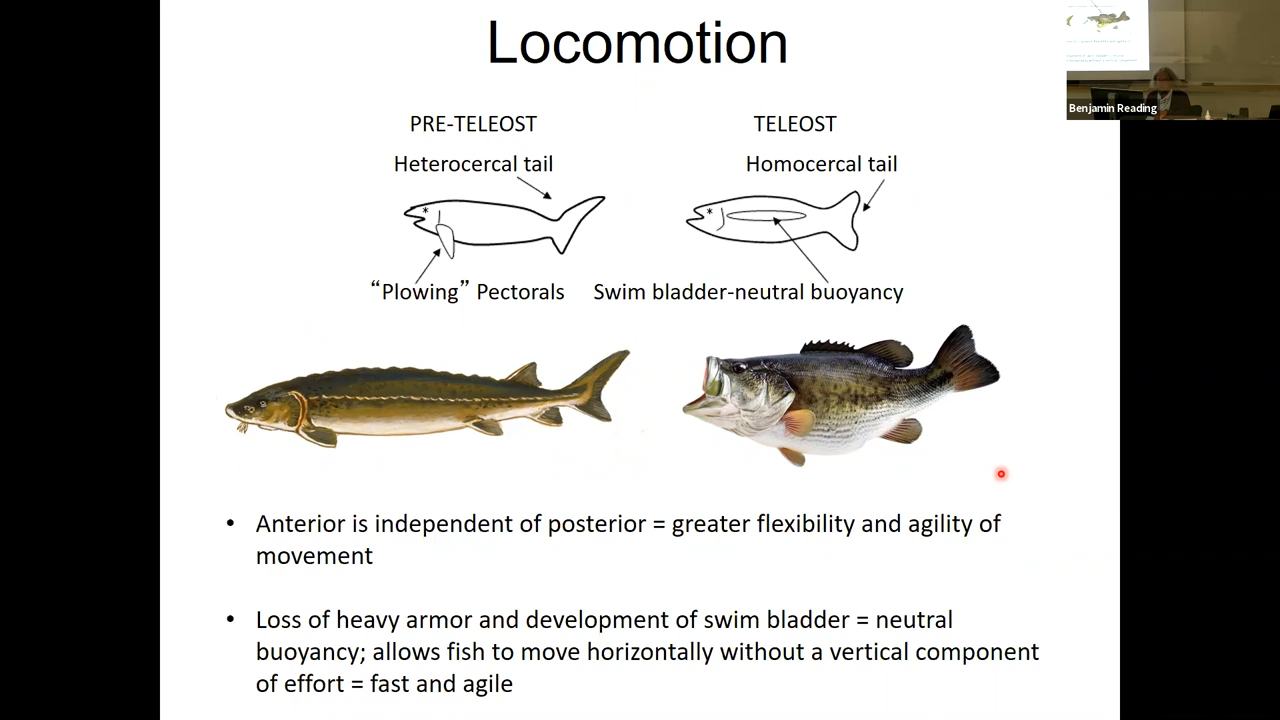 Locomotion
Benjamin Reading
PRE-TELEOST
TELEOST
Heterocercal tail
Homocercal tail
“Plowing” Pectorals
Swim bladder-neutral buoyancy
• Anterior is independent of posterior = greater flexibility and agility of
movement
• Loss of heavy armor and development of swim bladder = neutral
buoyancy; allows fish to move horizontally without a vertical component
of effort = fast and agile